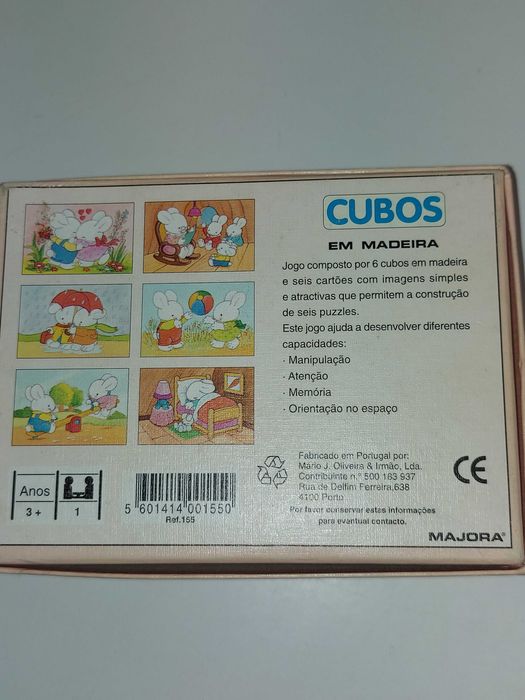 CUBOS
EM MADEIRA
Jogo composto por 6 cubos em madeira
e seis cartões com imagens simples
e atractivas que permitem a construção
de seis puzzles.
Este jogo ajuda a desenvolver diferentes
capacidades:
· Manipulação
· Atenção
· Memória
· Orientação no espaço
Fabricado em Portugal por:
Mário J. Oliveira & Irmão, Lda.
Contribuinte n.º 500 183 937
Rua de Delfim Ferreira,638
4100 Porto
Por favor conservar estas informações
para eventual contacto.
CE
MAJORA®
Anos
3 +
1
5 601414 001550
Ref.155